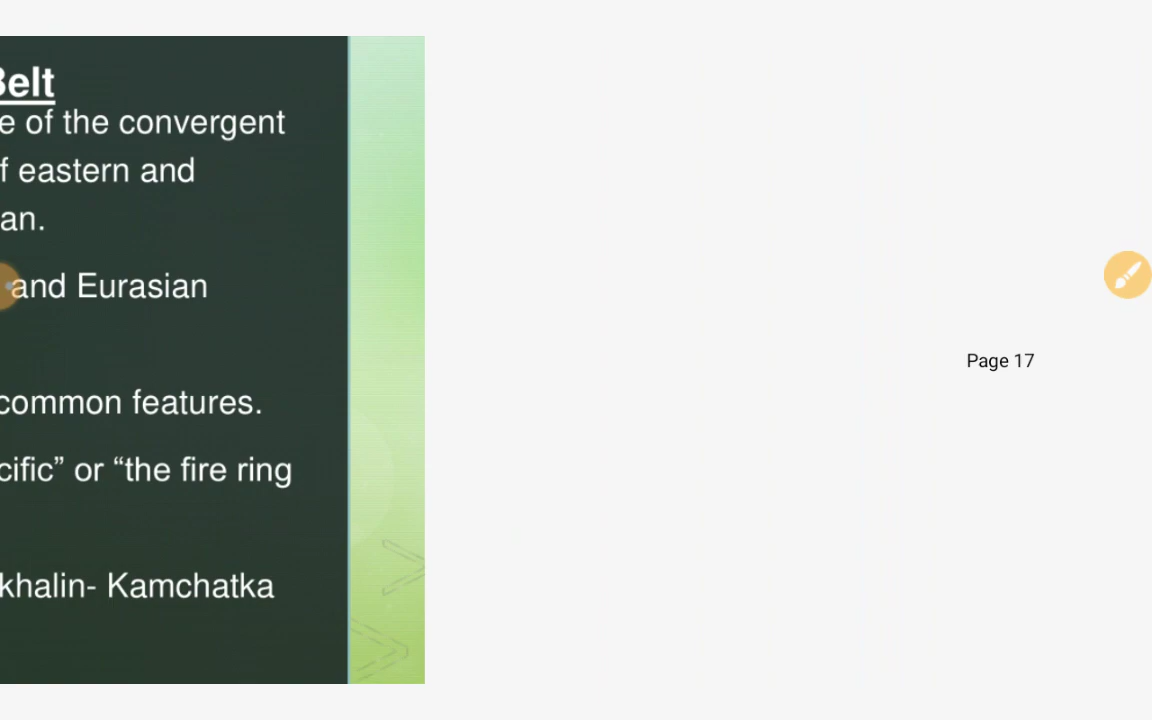 Belt
e of the convergent
f eastern and
an.
and Eurasian
common features.
cific” or “the fire ring
khalin- Kamchatka
Page 17